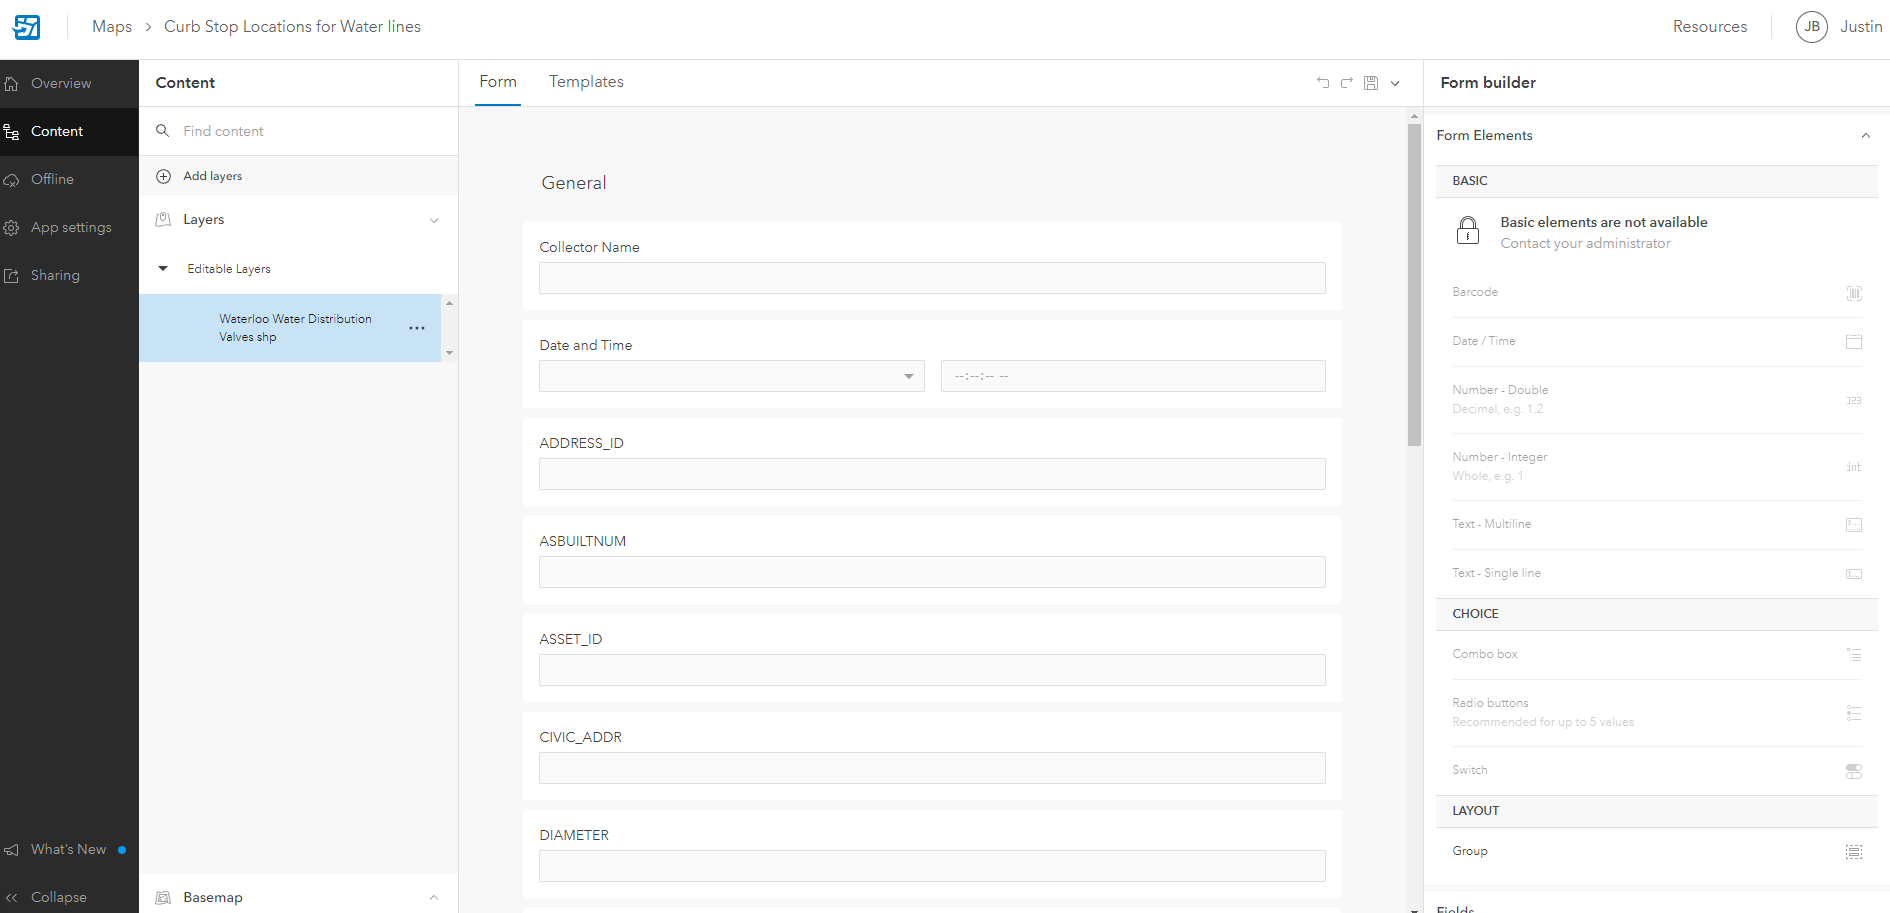 Maps > Curb Stop Locations for Water lines
Resources
JB Justin
Overview
Content
Offline
App settings
Sharing
What's New
Collapse
Content
Find content
Add layers
Layers
Editable Layers
Waterloo Water Distribution
Valves shp
Basemap
Form Templates
General
Collector Name
Date and Time
--:--:-- --
ADDRESS_ID
ASBUILTNUM
ASSET_ID
CIVIC_ADDR
DIAMETER
Form builder
Form Elements
BASIC
Basic elements are not available
Contact your administrator
Barcode
Date / Time
Number - Double
Decimal, e.g. 1.2
123
Number - Integer
Whole, e.g. 1
int
Text - Multiline
Text - Single line
CHOICE
Combo box
Radio buttons
Recommended for up to 5 values
Switch
LAYOUT
Group
Fields